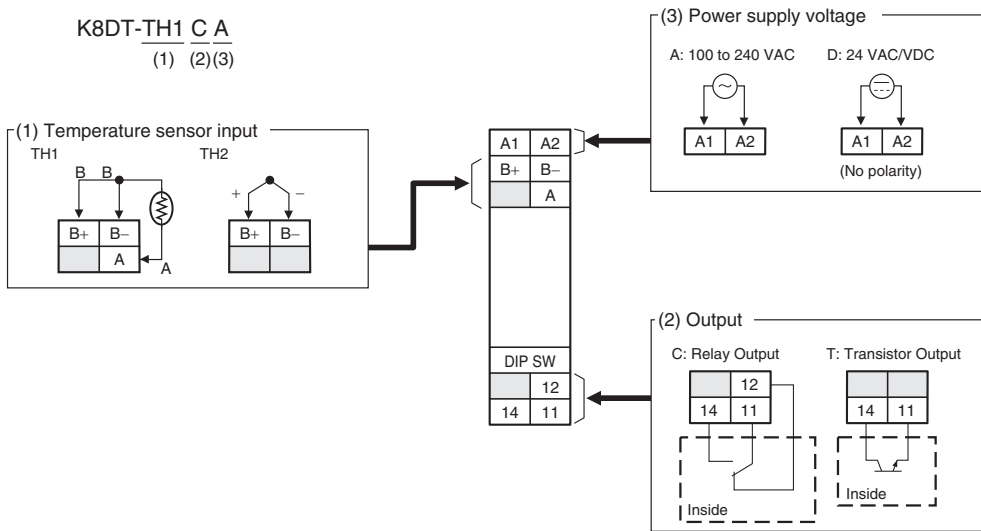 K8DT-TH1 C A
(1) (2)(3)
(1) Temperature sensor input
TH1 TH2
B B
+ −
B+ B−
A
A
B+ B−
A1 A2
B+ B−
A
DIP SW
12
14 11
(3) Power supply voltage
A: 100 to 240 VAC D: 24 VAC/VDC
A1 A2 A1 A2
(No polarity)
(2) Output
C: Relay Output T: Transistor Output
12
14 11 14 11
Inside Inside